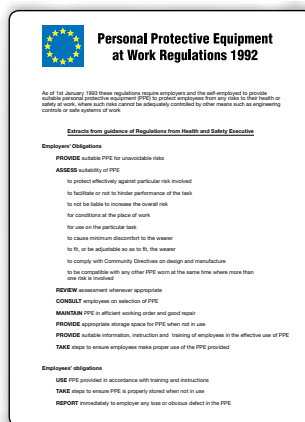 Personal Protective Equipment
at Work Regulations 1992
As of 1st January 1993 these regulations require employers and the self-employed to provide
suitable personal protective equipment (PPE) to protect employees from any risks to their health or
safety at work, where such risks cannot be adequately controlled by other means such as engineering
controls or safe systems of work
Extracts from guidance of Regulations from Health and Safety Executive
Employers' Obligations
PROVIDE suitable PPE for unavoidable risks
ASSESS suitability of PPE
to protect effectively against particular risk involved
to facilitate or not to hinder performance of the task
to not be liable to increase the overall risk
for conditions at the place of work
for use on the particular task
to cause minimum discomfort to the wearer
to fit, or be adjustable so as to fit, the wearer
to comply with Community Directives on design and manufacture
to be compatible with any other PPE worn at the same time where more than
one risk is involved
REVIEW assessment whenever appropriate
CONSULT employees on selection of PPE
MAINTAIN PPE in efficient working order and good repair
PROVIDE appropriate storage space for PPE when not in use
PROVIDE suitable information, instruction and training of employees in the effective use of PPE
TAKE steps to ensure employees make proper use of the PPE provided
Employees' obligations
USE PPE provided in accordance with training and instructions
TAKE steps to ensure PPE is properly stored when not in use
REPORT immediately to employer any loss or obvious defect in the PPE